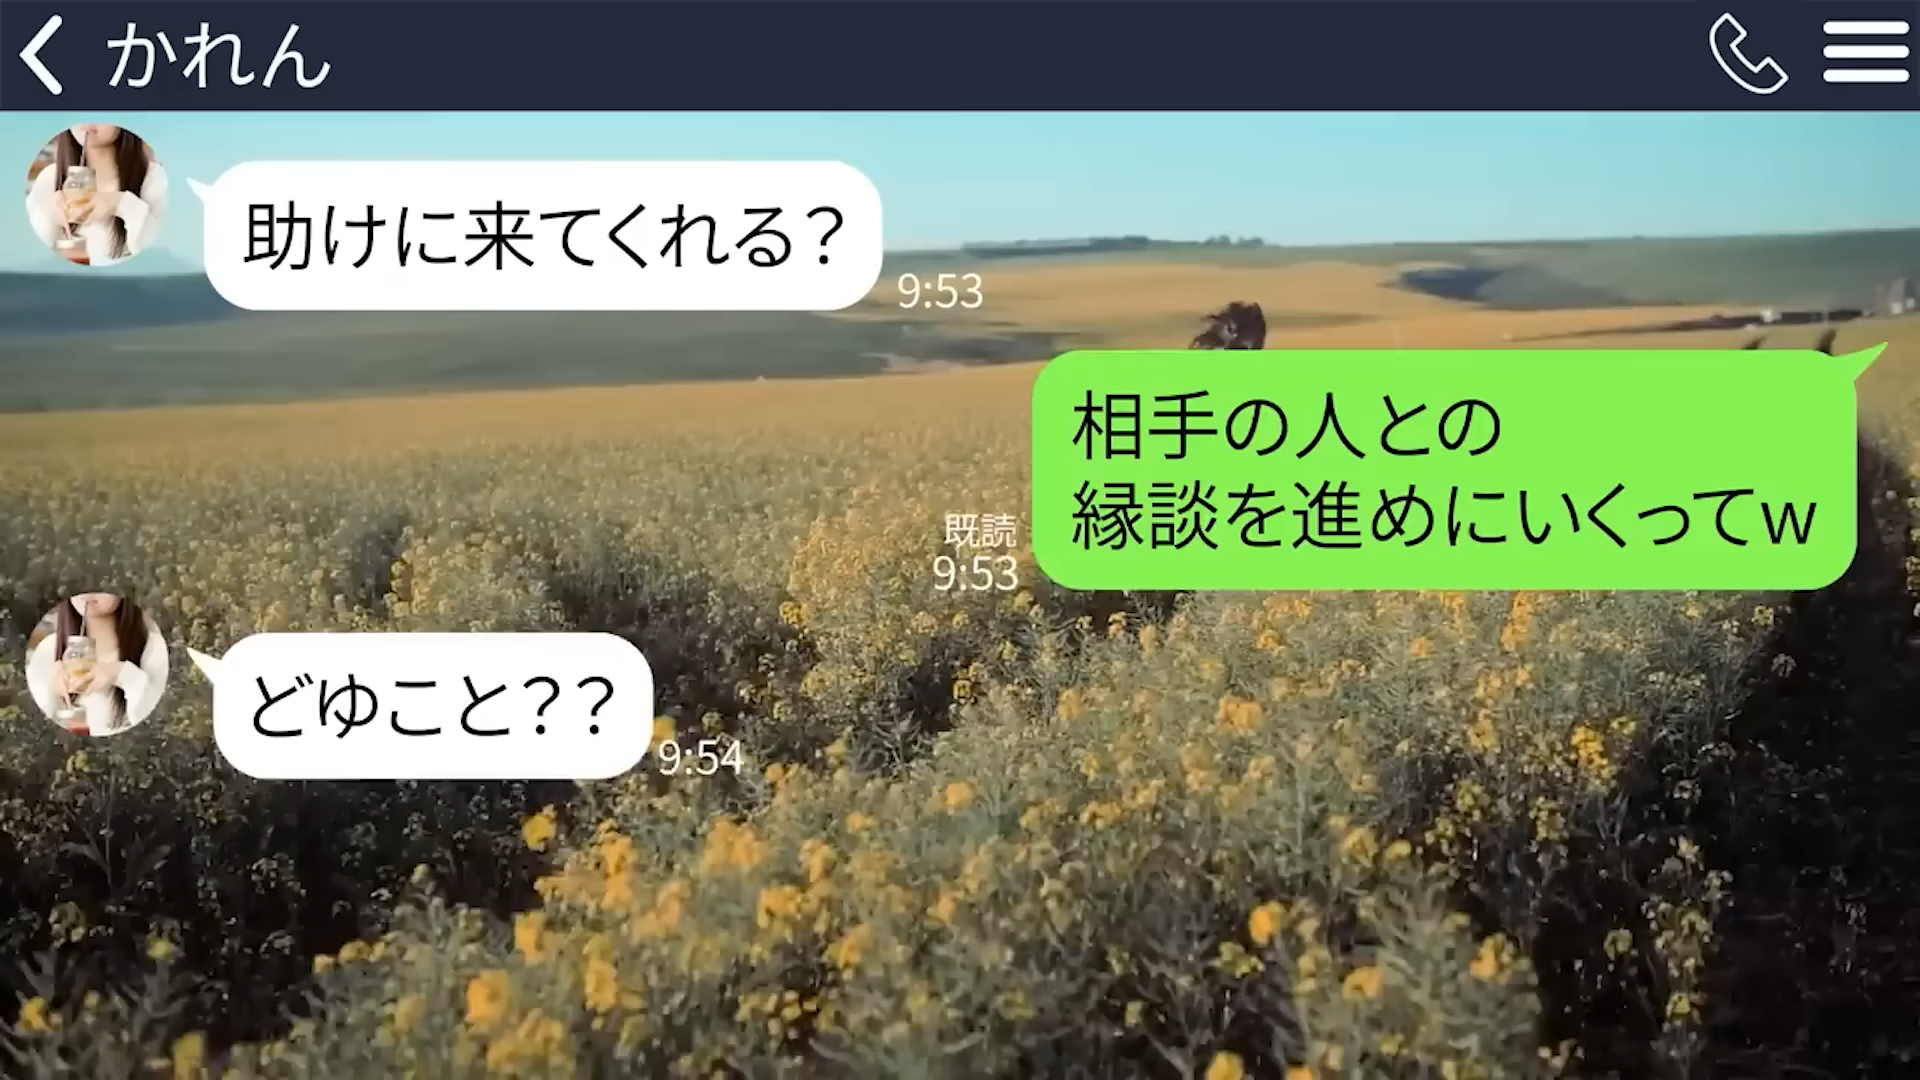 かれん
助けに来てくれる？
9:53
相手の人との
縁談を進めにいくってw
既読
9:53
どゆこと？？
9:54